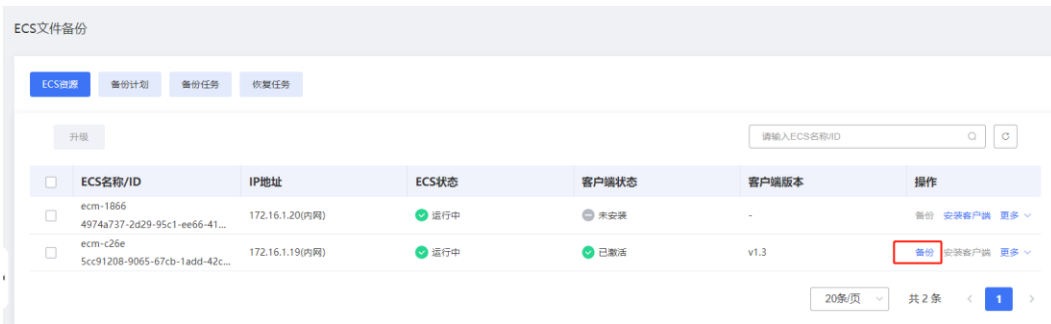 ECS文件备份
ECS资源 备份计划 备份任务 恢复任务
升级 请输入ECS名称/ID
ECS名称/ID IP地址 ECS状态 客户端状态 客户端版本 操作
ecm-1866
4974a737-2d29-95c1-ee66-41... 172.16.1.20(内网) 运行中 未安装 - 备份 安装客户端 更多
ecm-c26e
5cc91208-9065-67cb-1add-42c... 172.16.1.19(内网) 运行中 已激活 v1.3 备份 安装客户端 更多
20条/页 共 2 条 < 1 >